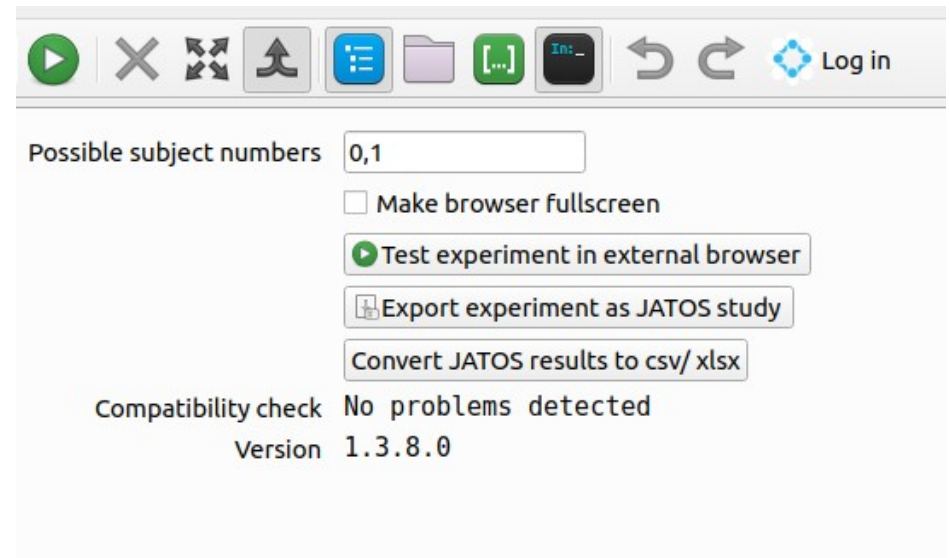 [...]
In:_
Log in
Possible subject numbers 0,1
Make browser fullscreen
Test experiment in external browser
Export experiment as JATOS study
Convert JATOS results to csv/ xlsx
Compatibility check No problems detected
Version 1.3.8.0